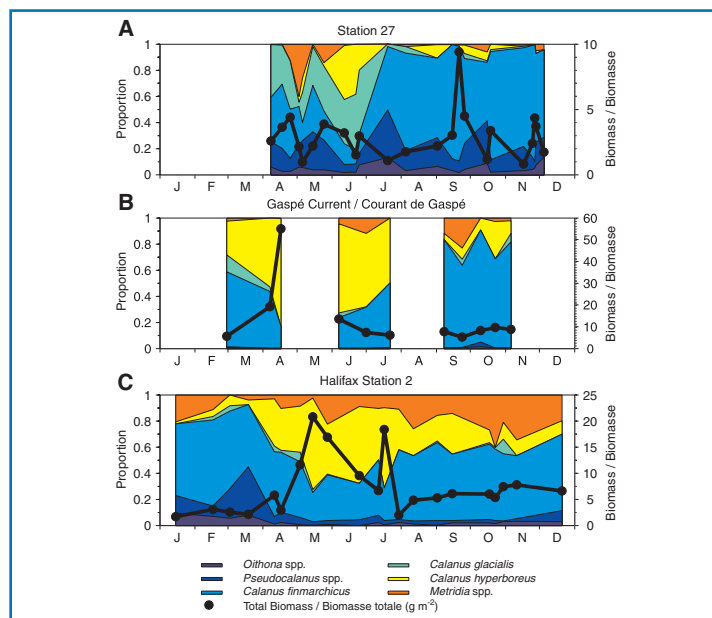 A
Station 27
1
0.8
0.6
0.4
0.2
0
Proportion
10
5
0
Biomass / Biomasse
J F M A M J J A S O N D
B
Gaspé Current / Courant de Gaspé
1
0.8
0.6
0.4
0.2
0
Proportion
60
50
40
30
20
10
0
Biomass / Biomasse
J F M A M J J A S O N D
C
Halifax Station 2
1
0.8
0.6
0.4
0.2
0
Proportion
25
20
15
10
5
0
Biomass / Biomasse
J F M A M J J A S O N D
Oithona spp.
Pseudocalanus spp.
Calanus finmarchicus
Calanus glacialis
Calanus hyperboreus
Metridia spp.
Total Biomass / Biomasse totale (g m⁻²)